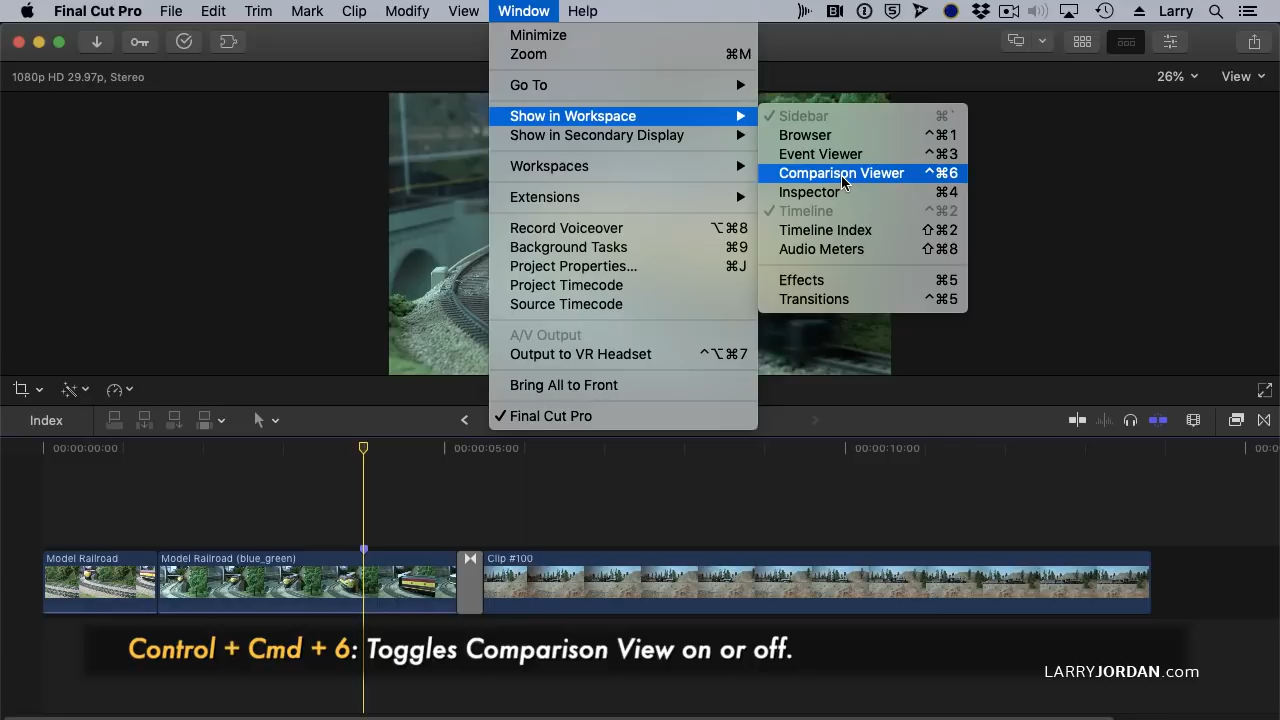 Final Cut Pro File Edit Trim Mark Clip Modify View Window Help Larry
1080p HD 29.97p, Stereo
26% View
Minimize
Zoom ⌘M
Go To
Show in Workspace
Show in Secondary Display
Workspaces
Extensions
Record Voiceover ⌥⌘8
Background Tasks ⌘9
Project Properties... ⌘J
Project Timecode
Source Timecode
A/V Output
Output to VR Headset ^⌥⌘7
Bring All to Front
✓ Final Cut Pro
✓ Sidebar ⌘`
Browser ^⌘1
Event Viewer ^⌘3
Comparison Viewer ^⌘6
Inspector ⌘4
✓ Timeline ^⌘2
Timeline Index ⇧⌘2
Audio Meters ⇧⌘8
Effects ⌘5
Transitions ^⌘5
Index
00:00:00:00 00:00:05:00 00:00:10:00
Model Railroad Model Railroad (blue_green) Clip #100
Control + Cmd + 6: Toggles Comparison View on or off.
LARRYJORDAN.com